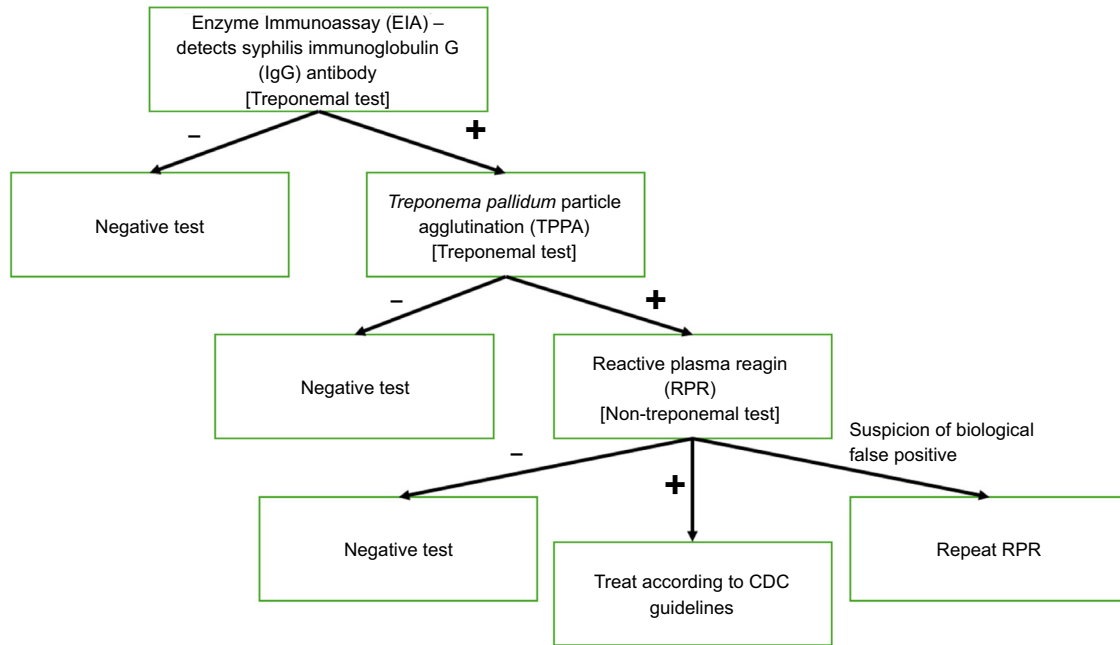 Enzyme Immunoassay (EIA) –
detects syphilis immunoglobulin G
(IgG) antibody
[Treponemal test]
–
+
Negative test
Treponema pallidum particle
agglutination (TPPA)
[Treponemal test]
–
+
Negative test
Reactive plasma reagin
(RPR)
[Non-treponemal test]
–
+
Suspicion of biological
false positive
Negative test
Treat according to CDC
guidelines
Repeat RPR